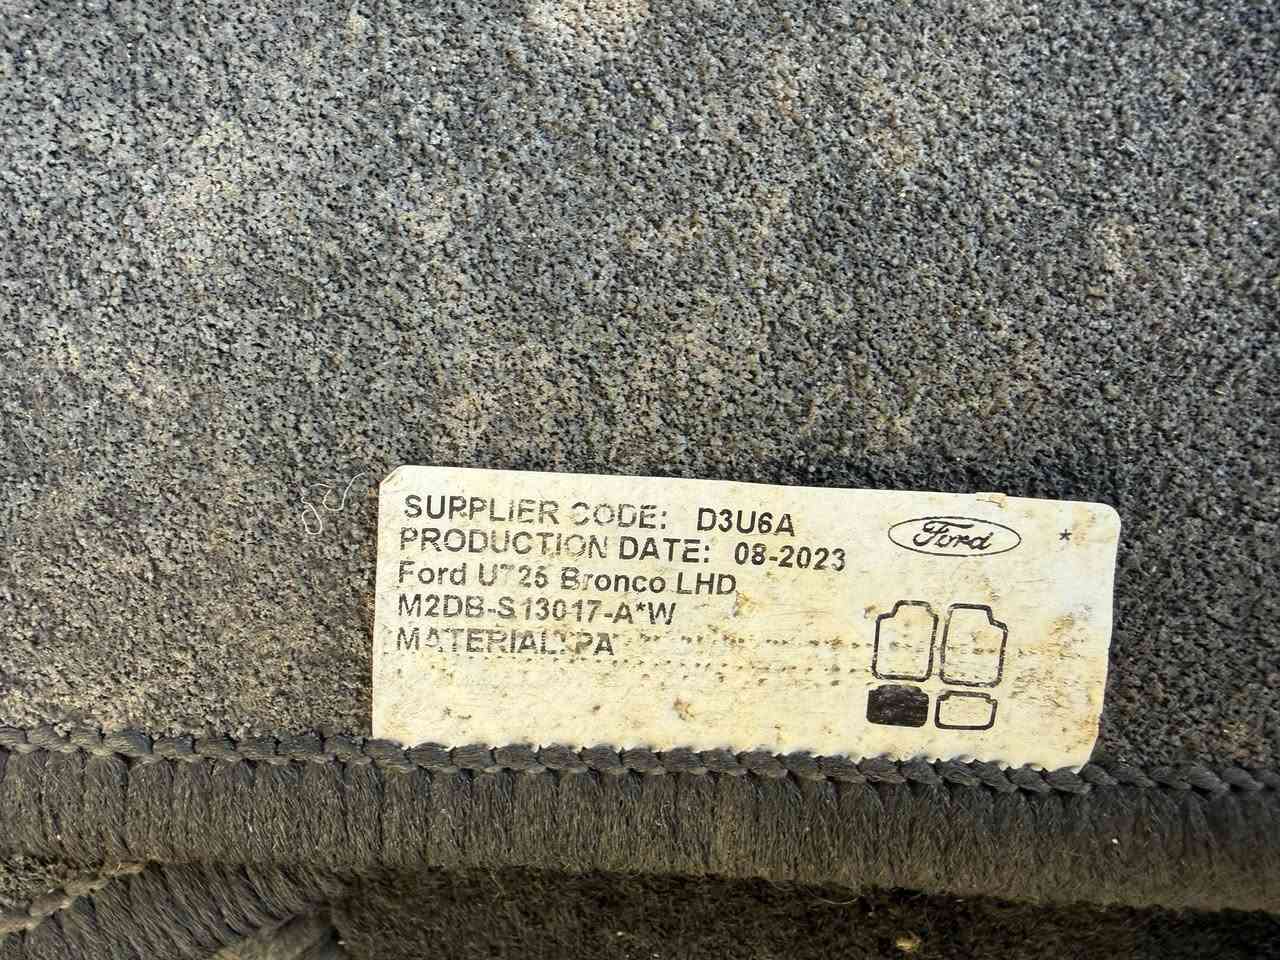 SUPPLIER CODE: D3U6A
Ford *
PRODUCTION DATE: 08-2023
Ford U725 Bronco LHD
M2DB-S13017-A*W
MATERIAL: PA